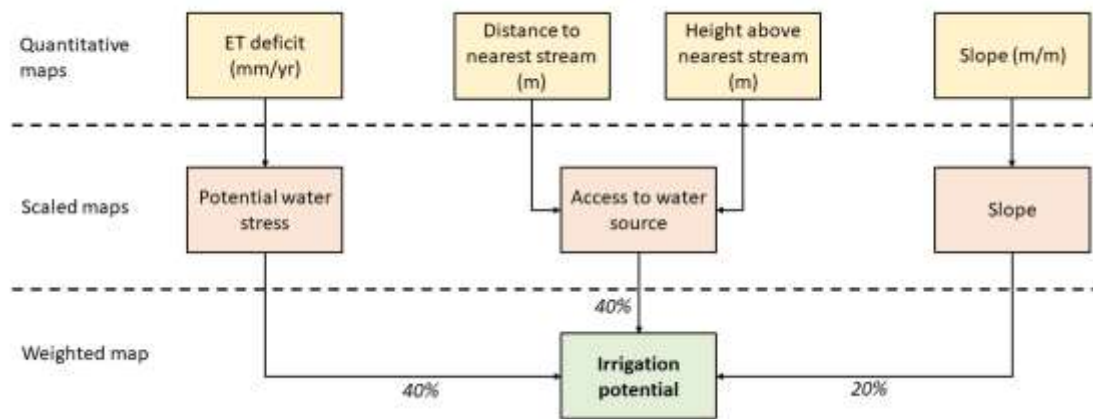 Quantitative
maps
ET deficit
(mm/yr)
Distance to
nearest stream
(m)
Height above
nearest stream
(m)
Slope (m/m)
Scaled maps
Potential water
stress
Access to water
source
Slope
40%
Weighted map
Irrigation
potential
40%
20%